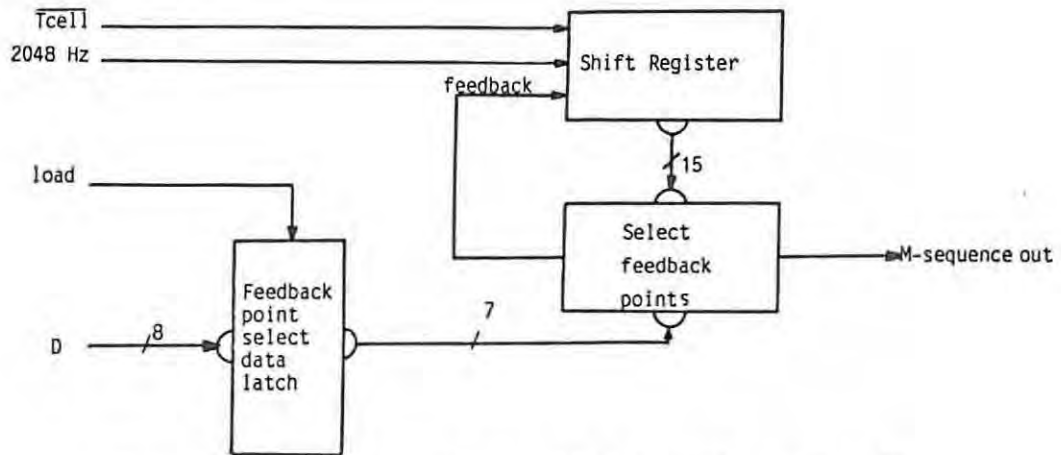 Tcell
2048 Hz
Shift Register
feedback
15
load
Select
feedback
points
M-sequence out
Feedback
point
select
data
latch
7
D
8